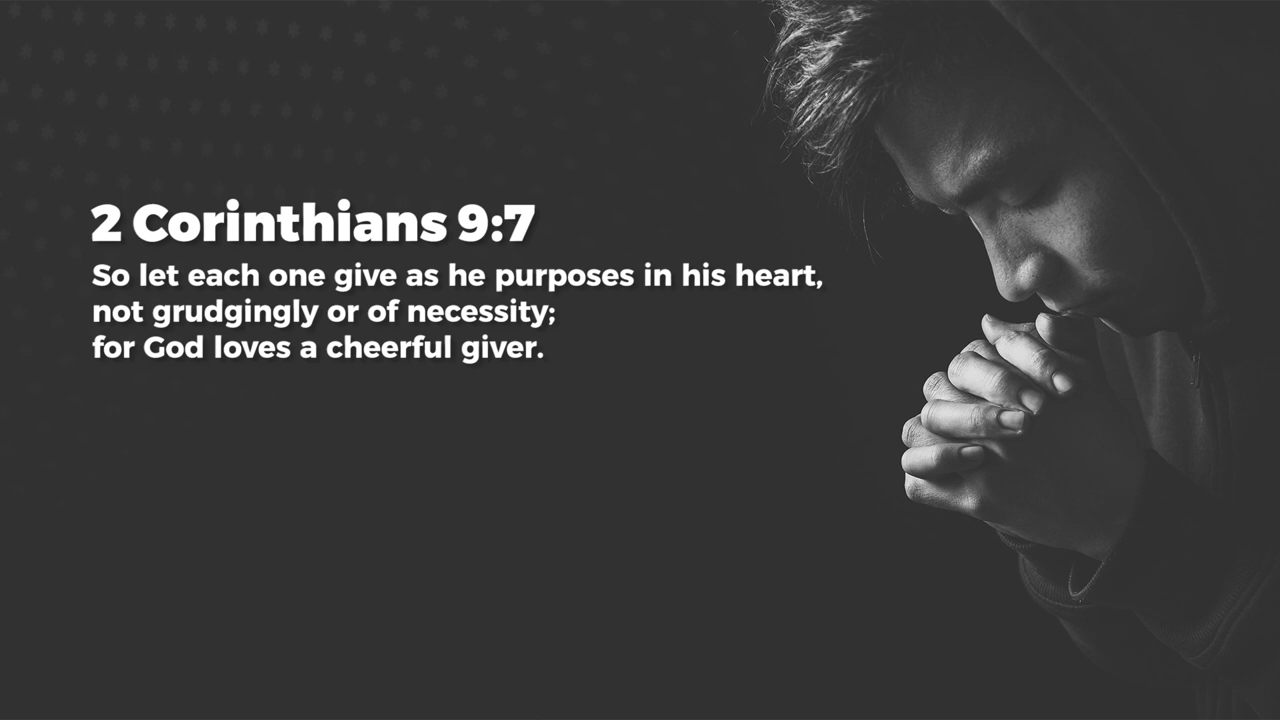 2 Corinthians 9:7
So let each one give as he purposes in his heart,
not grudgingly or of necessity;
for God loves a cheerful giver.